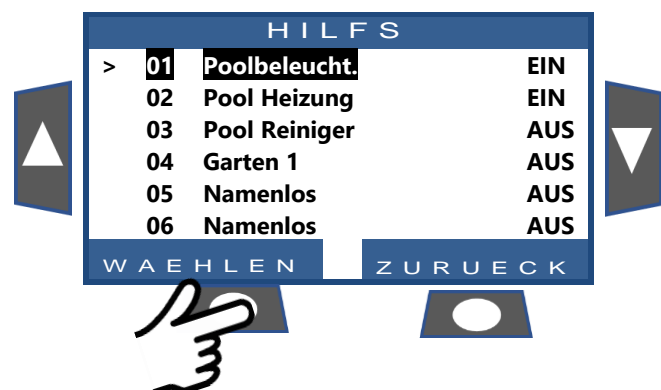 HILFS
> 01 Poolbeleucht. EIN
02 Pool Heizung EIN
03 Pool Reiniger AUS
04 Garten 1 AUS
05 Namenlos AUS
06 Namenlos AUS
WAEHLEN ZURUECK